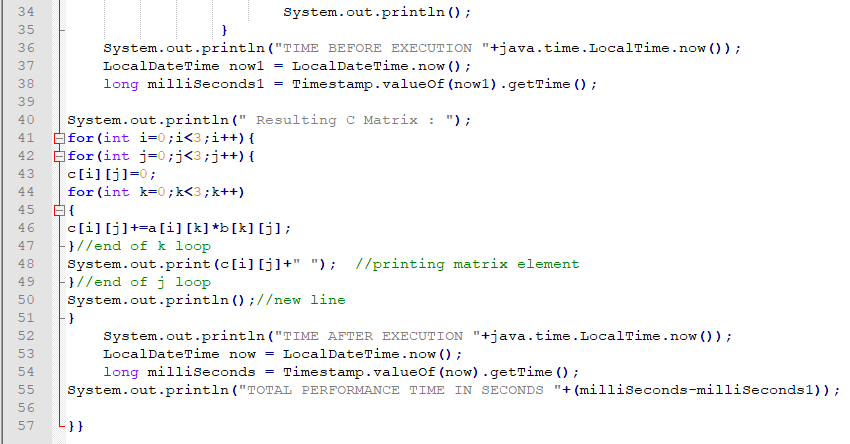 34 System.out.println();
35 }
36 System.out.println("TIME BEFORE EXECUTION "+java.time.LocalTime.now());
37 LocalDateTime now1 = LocalDateTime.now();
38 long milliSeconds1 = Timestamp.valueOf(now1).getTime();
39
40 System.out.println(" Resulting C Matrix : ");
41 for(int i=0;i<3;i++){
42 for(int j=0;j<3;j++){
43 c[i][j]=0;
44 for(int k=0;k<3;k++)
45 {
46 c[i][j]+=a[i][k]*b[k][j];
47 }//end of k loop
48 System.out.print(c[i][j]+" ");  //printing matrix element
49 }//end of j loop
50 System.out.println();//new line
51 }
52 System.out.println("TIME AFTER EXECUTION "+java.time.LocalTime.now());
53 LocalDateTime now = LocalDateTime.now();
54 long milliSeconds = Timestamp.valueOf(now).getTime();
55 System.out.println("TOTAL PERFORMANCE TIME IN SECONDS "+(milliSeconds-milliSeconds1));
56
57 }}